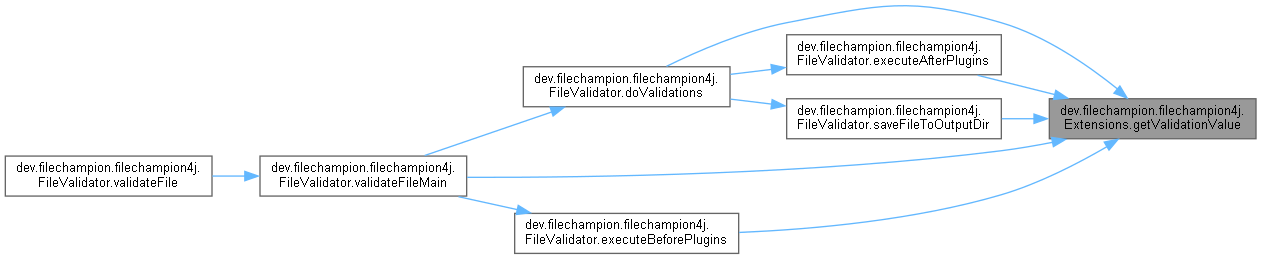 dev.filechampion.filechampion4j.
FileValidator.validateFile
dev.filechampion.filechampion4j.
FileValidator.validateFileMain
dev.filechampion.filechampion4j.
FileValidator.doValidations
dev.filechampion.filechampion4j.
FileValidator.executeBeforePlugins
dev.filechampion.filechampion4j.
FileValidator.executeAfterPlugins
dev.filechampion.filechampion4j.
FileValidator.saveFileToOutputDir
dev.filechampion.filechampion4j.
Extensions.getValidationValue